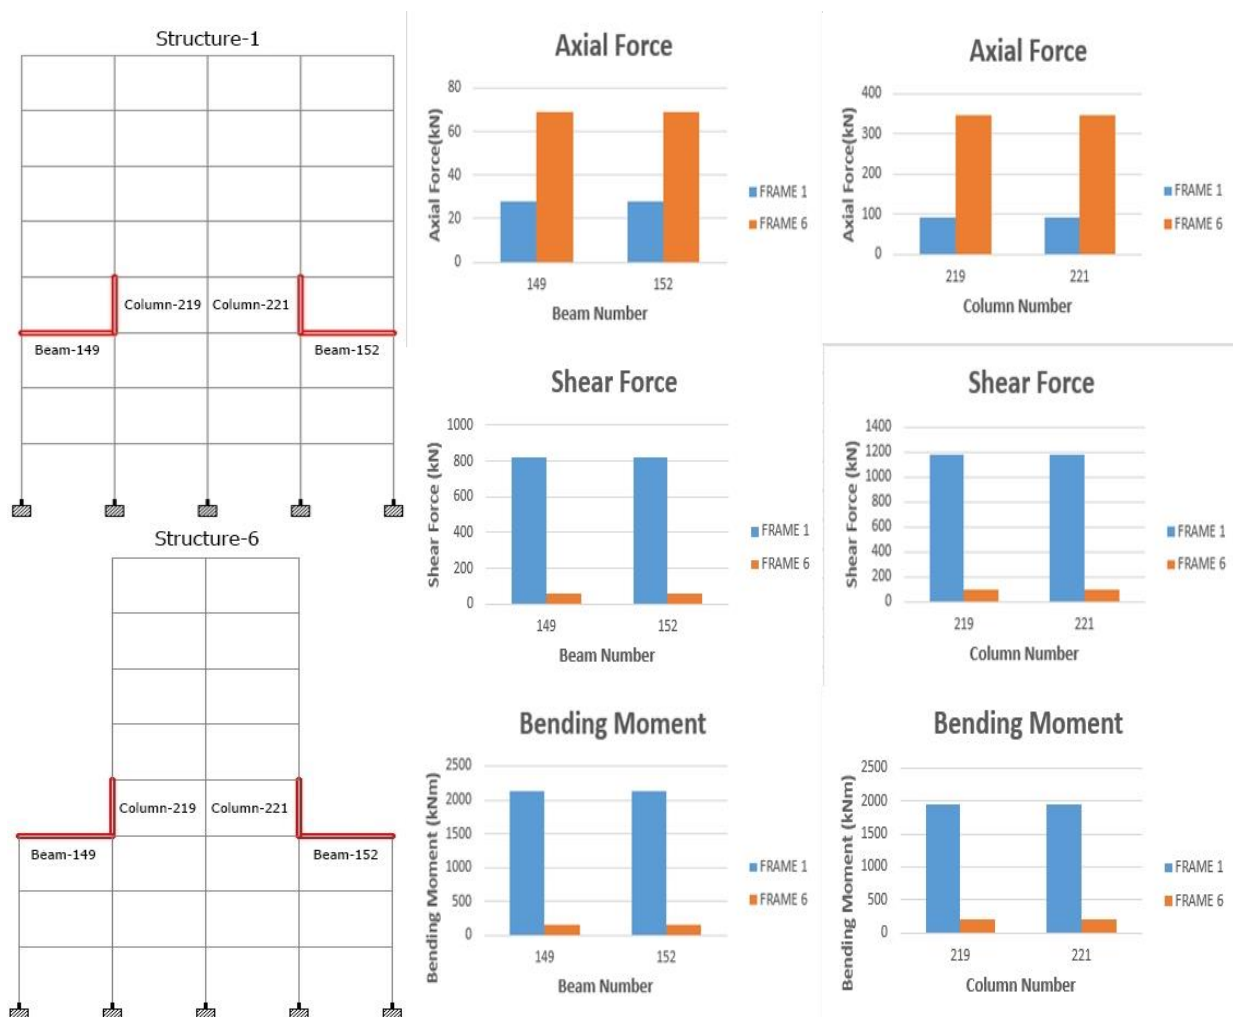 Structure-1
Column-219
Column-221
Beam-149
Beam-152
Structure-6
Column-219
Column-221
Beam-149
Beam-152
Axial Force
Axial Force(kN)
80
60
40
20
0
149
152
Beam Number
FRAME 1
FRAME 6
Axial Force
Axial Force(kN)
400
300
200
100
0
219
221
Column Number
FRAME 1
FRAME 6
Shear Force
Shear Force (kN)
1000
800
600
400
200
0
149
152
Beam Number
FRAME 1
FRAME 6
Shear Force
Shear Force (kN)
1400
1200
1000
800
600
400
200
0
219
221
Column Number
FRAME 1
FRAME 6
Bending Moment
Bending Moment (kNm)
2500
2000
1500
1000
500
0
149
152
Beam Number
FRAME 1
FRAME 6
Bending Moment
Bending Moment (kNm)
2500
2000
1500
1000
500
0
219
221
Column Number
FRAME 1
FRAME 6